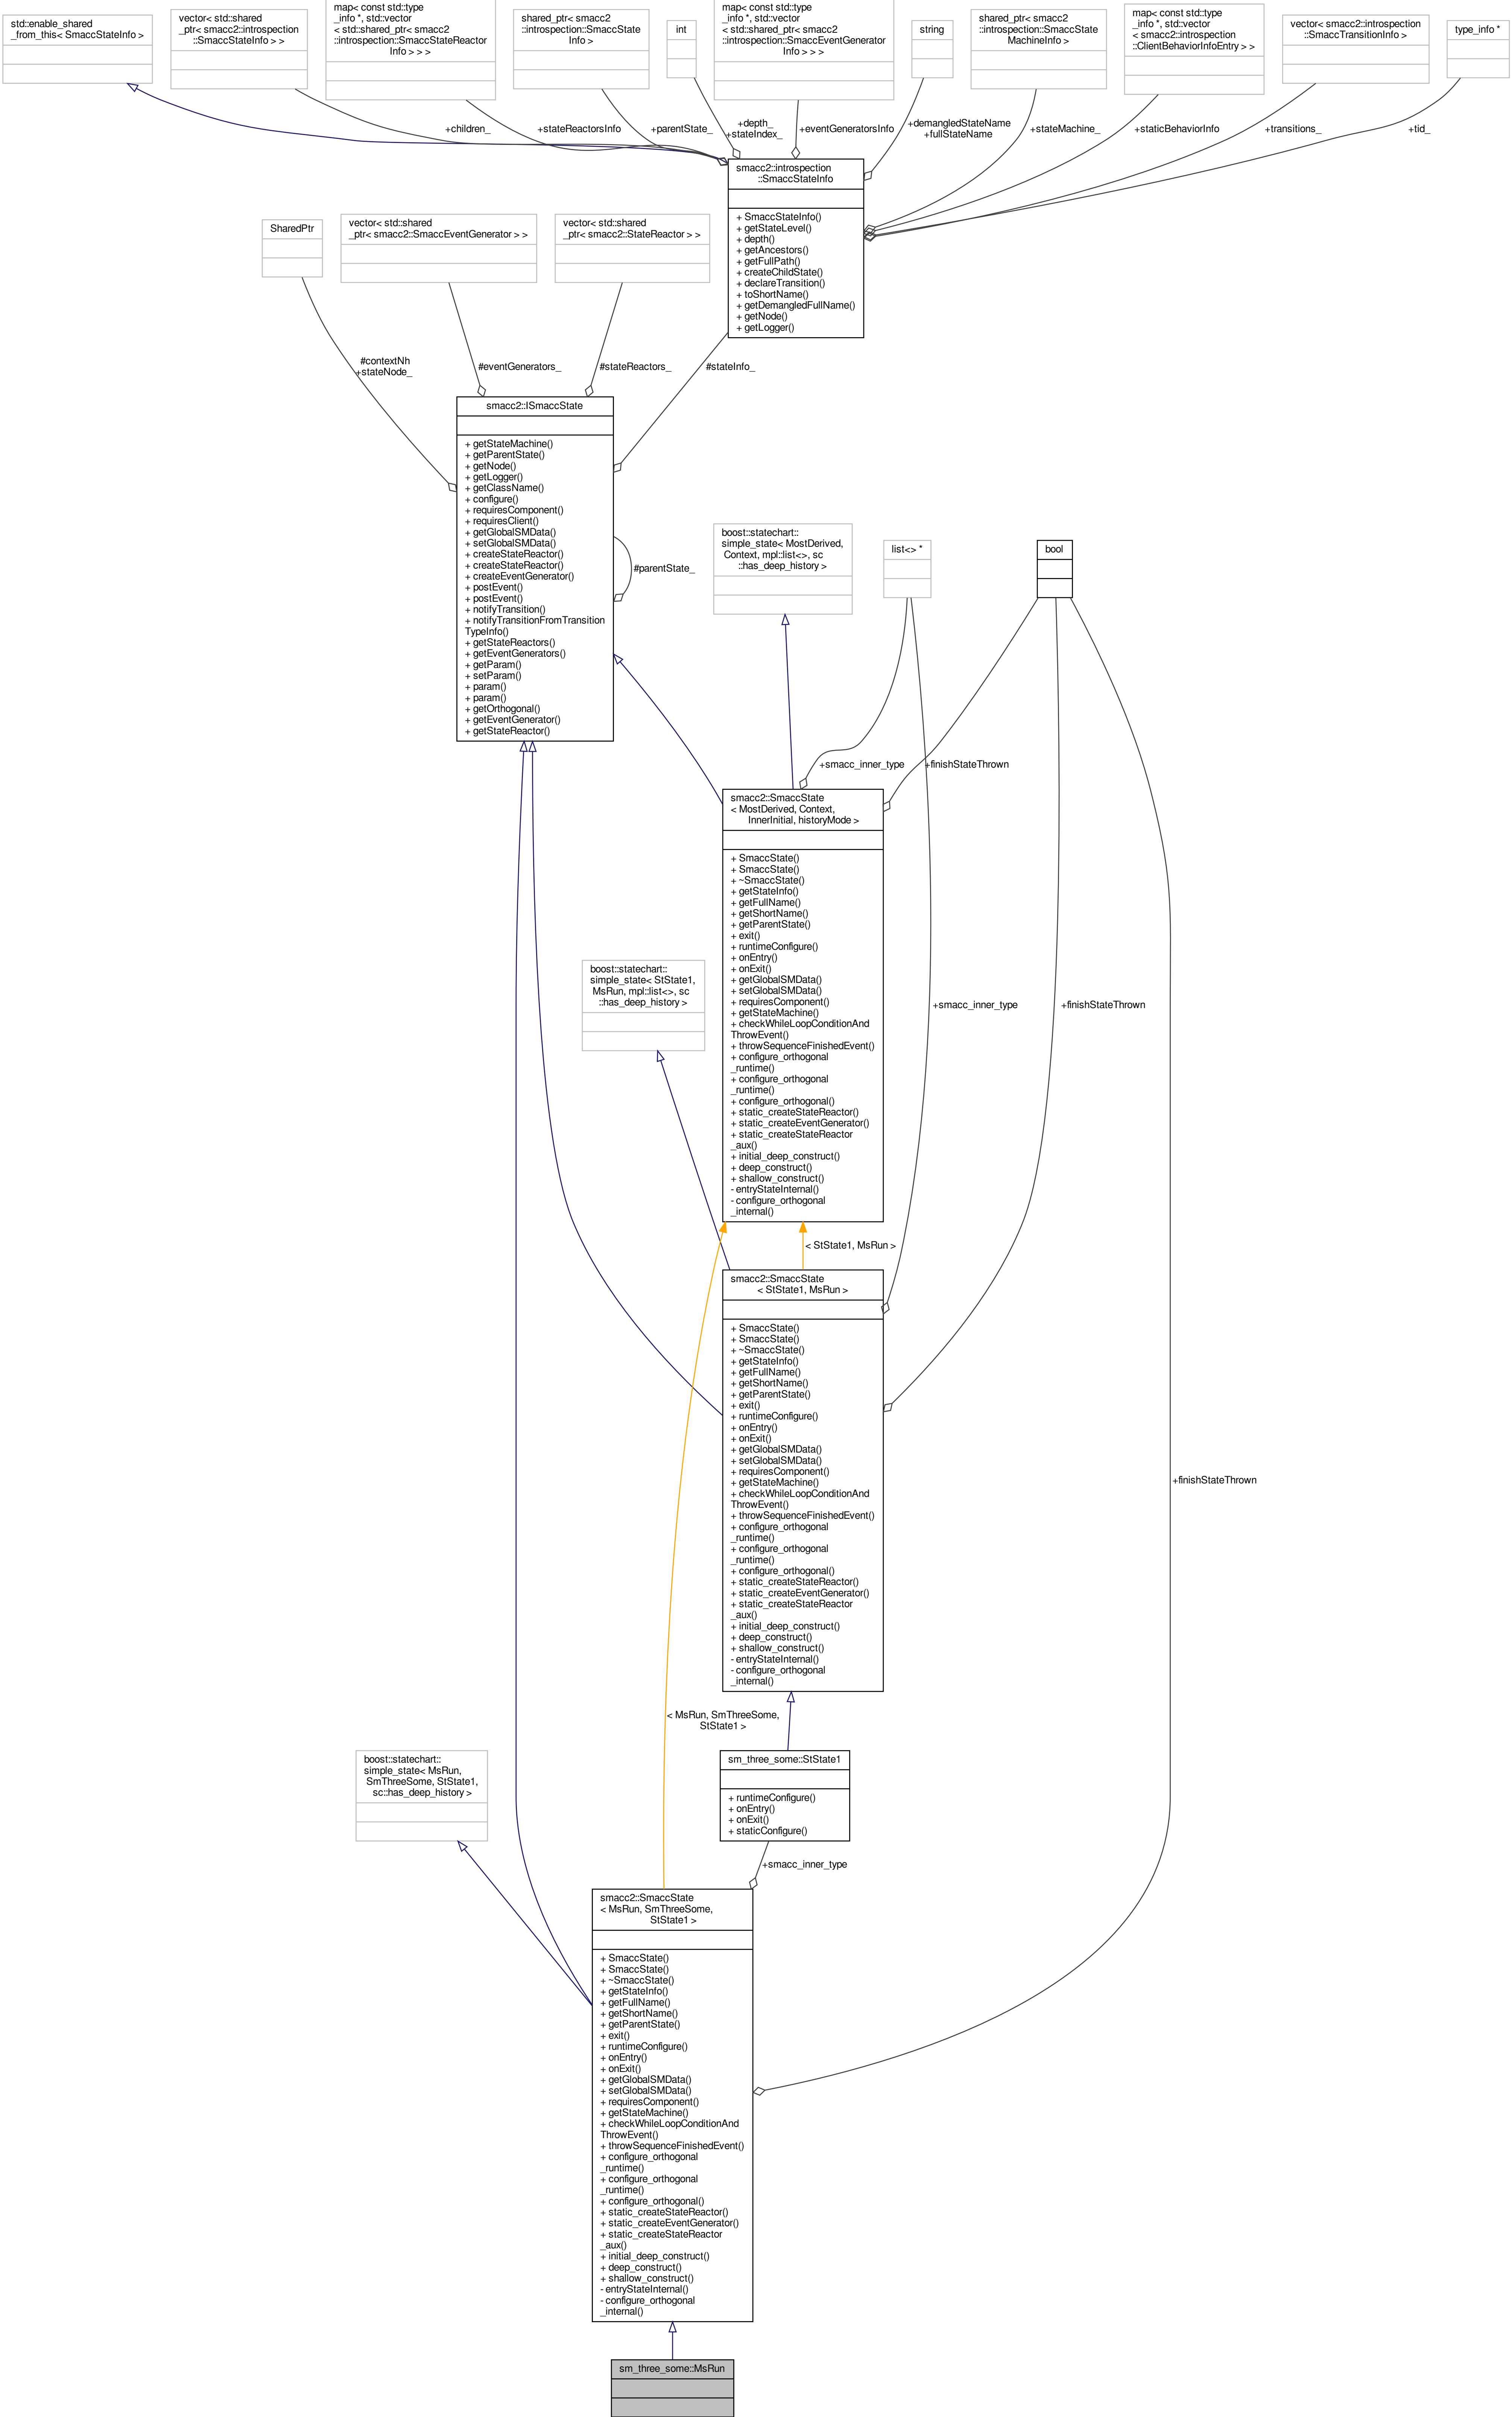 std::enable_shared
_from_this< SmaccStateInfo >
vector< std::shared
_ptr< smacc2::introspection
::SmaccStateInfo > >
map< const std::type
_info *, std::vector
< std::shared_ptr< smacc2
::introspection::SmaccStateReactor
Info > > >
shared_ptr< smacc2
::introspection::SmaccState
Info >
int
map< const std::type
_info *, std::vector
< std::shared_ptr< smacc2
::introspection::SmaccEventGenerator
Info > > >
string
shared_ptr< smacc2
::introspection::SmaccState
MachineInfo >
map< const std::type
_info *, std::vector
< smacc2::introspection
::ClientBehaviorInfoEntry > >
vector< smacc2::introspection
::SmaccTransitionInfo >
type_info *
+children_
+stateReactorsInfo
+parentState_
+depth_
+stateIndex_
+eventGeneratorsInfo
+demangledStateName
+fullStateName
+stateMachine_
+staticBehaviorInfo
+transitions_
+tid_
smacc2::introspection
::SmaccStateInfo
+ SmaccStateInfo()
+ getStateLevel()
+ depth()
+ getAncestors()
+ getFullPath()
+ createChildState()
+ declareTransition()
+ toShortName()
+ getDemangledFullName()
+ getNode()
+ getLogger()
SharedPtr
vector< std::shared
_ptr< smacc2::SmaccEventGenerator > >
vector< std::shared
_ptr< smacc2::StateReactor > >
#contextNh
+stateNode_
#eventGenerators_
#stateReactors_
#stateInfo_
smacc2::ISmaccState
+ getStateMachine()
+ getParentState()
+ getNode()
+ getLogger()
+ getClassName()
+ configure()
+ requiresComponent()
+ requiresClient()
+ getGlobalSMData()
+ setGlobalSMData()
+ createStateReactor()
+ createStateReactor()
+ createEventGenerator()
+ postEvent()
+ postEvent()
+ notifyTransition()
+ notifyTransitionFromTransition
TypeInfo()
+ getStateReactors()
+ getEventGenerators()
+ getParam()
+ setParam()
+ param()
+ param()
+ getOrthogonal()
+ getEventGenerator()
+ getStateReactor()
#parentState_
boost::statechart::
simple_state< MostDerived,
Context, mpl::list<>, sc
::has_deep_history >
list<> *
bool
+smacc_inner_type
+finishStateThrown
smacc2::SmaccState
< MostDerived, Context,
InnerInitial, historyMode >
+ SmaccState()
+ SmaccState()
+ ~SmaccState()
+ getStateInfo()
+ getFullName()
+ getShortName()
+ getParentState()
+ exit()
+ runtimeConfigure()
+ onEntry()
+ onExit()
+ getGlobalSMData()
+ setGlobalSMData()
+ requiresComponent()
+ getStateMachine()
+ checkWhileLoopConditionAnd
ThrowEvent()
+ throwSequenceFinishedEvent()
+ configure_orthogonal
_runtime()
+ configure_orthogonal
_runtime()
+ configure_orthogonal()
+ static_createStateReactor()
+ static_createEventGenerator()
+ static_createStateReactor
_aux()
+ initial_deep_construct()
+ deep_construct()
+ shallow_construct()
- entryStateInternal()
- configure_orthogonal
_internal()
boost::statechart::
simple_state< StState1,
MsRun, mpl::list<>, sc
::has_deep_history >
+smacc_inner_type
+finishStateThrown
< StState1, MsRun >
smacc2::SmaccState
< StState1, MsRun >
+ SmaccState()
+ SmaccState()
+ ~SmaccState()
+ getStateInfo()
+ getFullName()
+ getShortName()
+ getParentState()
+ exit()
+ runtimeConfigure()
+ onEntry()
+ onExit()
+ getGlobalSMData()
+ setGlobalSMData()
+ requiresComponent()
+ getStateMachine()
+ checkWhileLoopConditionAnd
ThrowEvent()
+ throwSequenceFinishedEvent()
+ configure_orthogonal
_runtime()
+ configure_orthogonal
_runtime()
+ configure_orthogonal()
+ static_createStateReactor()
+ static_createEventGenerator()
+ static_createStateReactor
_aux()
+ initial_deep_construct()
+ deep_construct()
+ shallow_construct()
- entryStateInternal()
- configure_orthogonal
_internal()
+finishStateThrown
< MsRun, SmThreeSome,
StState1 >
boost::statechart::
simple_state< MsRun,
SmThreeSome, StState1,
sc::has_deep_history >
sm_three_some::StState1
+ runtimeConfigure()
+ onEntry()
+ onExit()
+ staticConfigure()
+smacc_inner_type
smacc2::SmaccState
< MsRun, SmThreeSome,
StState1 >
+ SmaccState()
+ SmaccState()
+ ~SmaccState()
+ getStateInfo()
+ getFullName()
+ getShortName()
+ getParentState()
+ exit()
+ runtimeConfigure()
+ onEntry()
+ onExit()
+ getGlobalSMData()
+ setGlobalSMData()
+ requiresComponent()
+ getStateMachine()
+ checkWhileLoopConditionAnd
ThrowEvent()
+ throwSequenceFinishedEvent()
+ configure_orthogonal
_runtime()
+ configure_orthogonal
_runtime()
+ configure_orthogonal()
+ static_createStateReactor()
+ static_createEventGenerator()
+ static_createStateReactor
_aux()
+ initial_deep_construct()
+ deep_construct()
+ shallow_construct()
- entryStateInternal()
- configure_orthogonal
_internal()
sm_three_some::MsRun